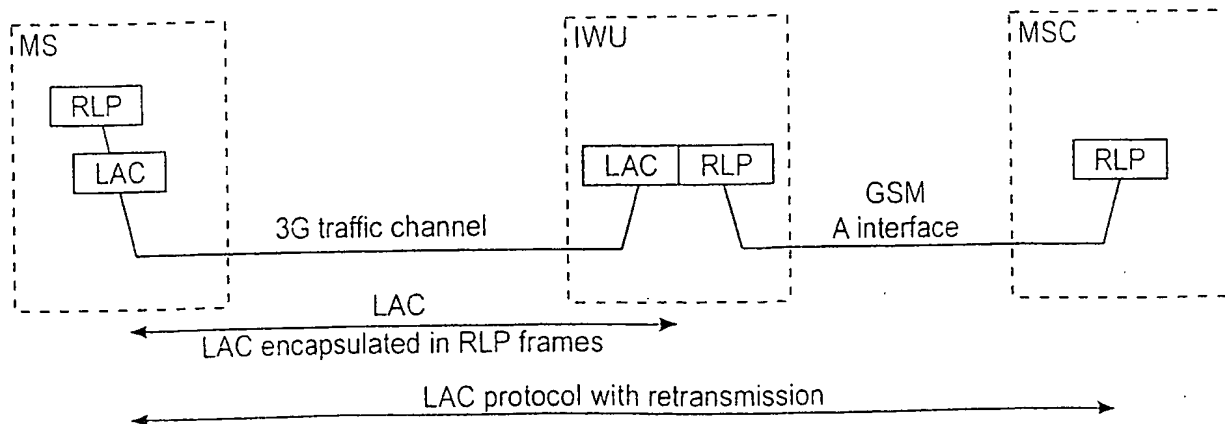 MS
IWU
MSC
RLP
LAC
LAC RLP
RLP
3G traffic channel
GSM
A interface
LAC
LAC encapsulated in RLP frames
LAC protocol with retransmission